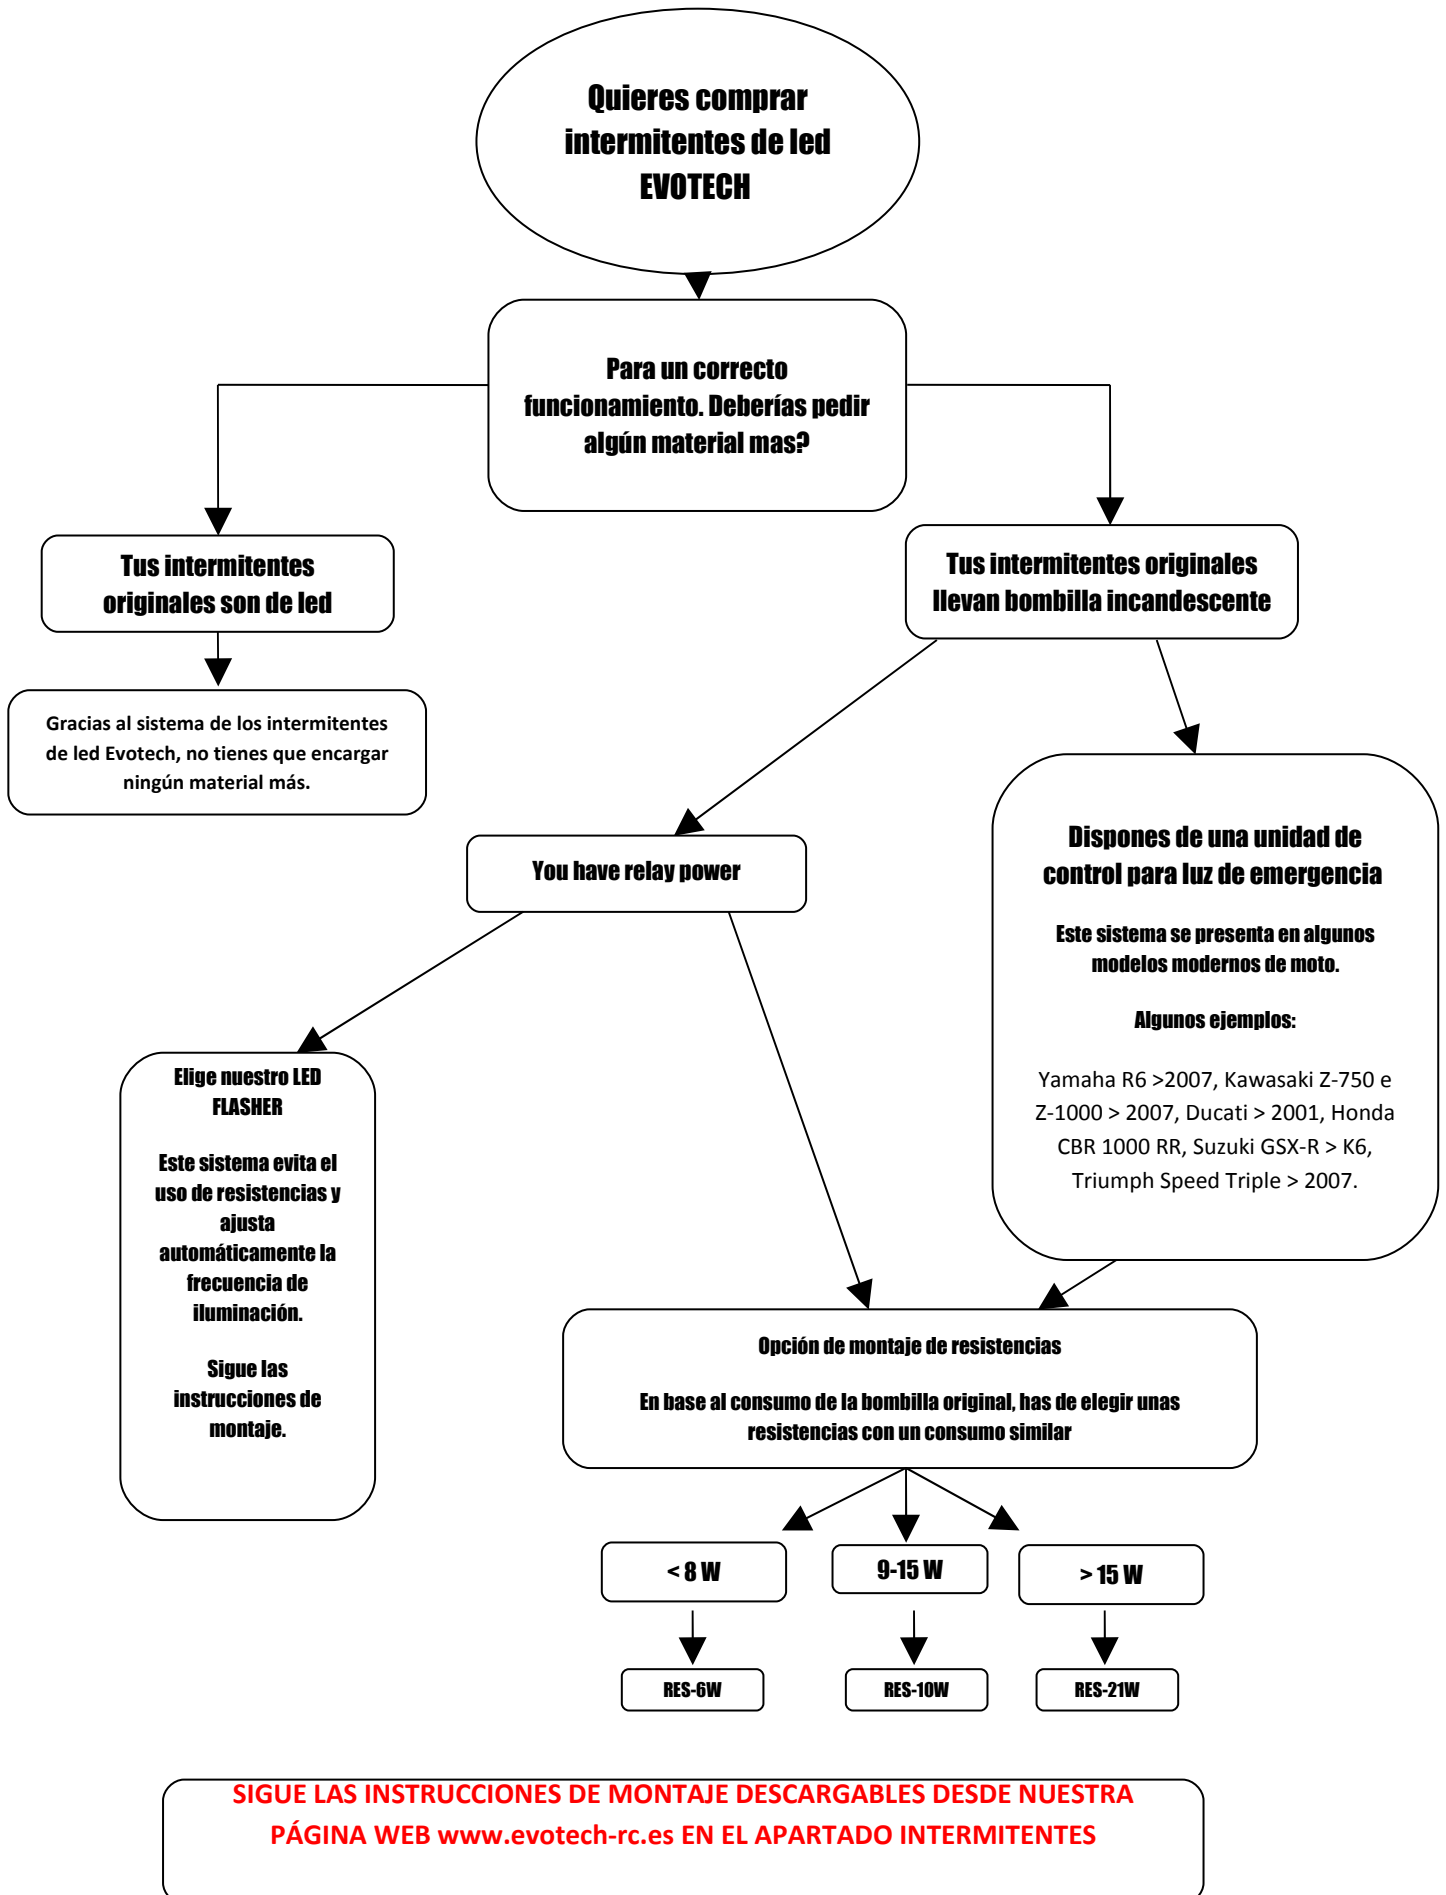 Quieres comprar
intermitentes de led
EVOTECH
Para un correcto
funcionamiento. Deberías pedir
algún material mas?
Tus intermitentes
originales son de led
Tus intermitentes originales
llevan bombilla incandescente
Gracias al sistema de los intermitentes
de led Evotech, no tienes que encargar
ningún material más.
You have relay power
Dispones de una unidad de
control para luz de emergencia
Este sistema se presenta en algunos
modelos modernos de moto.
Algunos ejemplos:
Yamaha R6 >2007, Kawasaki Z-750 e
Z-1000 > 2007, Ducati > 2001, Honda
CBR 1000 RR, Suzuki GSX-R > K6,
Triumph Speed Triple > 2007.
Elige nuestro LED
FLASHER
Este sistema evita el
uso de resistencias y
ajusta
automáticamente la
frecuencia de
iluminación.
Sigue las
instrucciones de
montaje.
Opción de montaje de resistencias
En base al consumo de la bombilla original, has de elegir unas
resistencias con un consumo similar
< 8 W
9-15 W
> 15 W
RES-6W
RES-10W
RES-21W
SIGUE LAS INSTRUCCIONES DE MONTAJE DESCARGABLES DESDE NUESTRA
PÁGINA WEB www.evotech-rc.es EN EL APARTADO INTERMITENTES